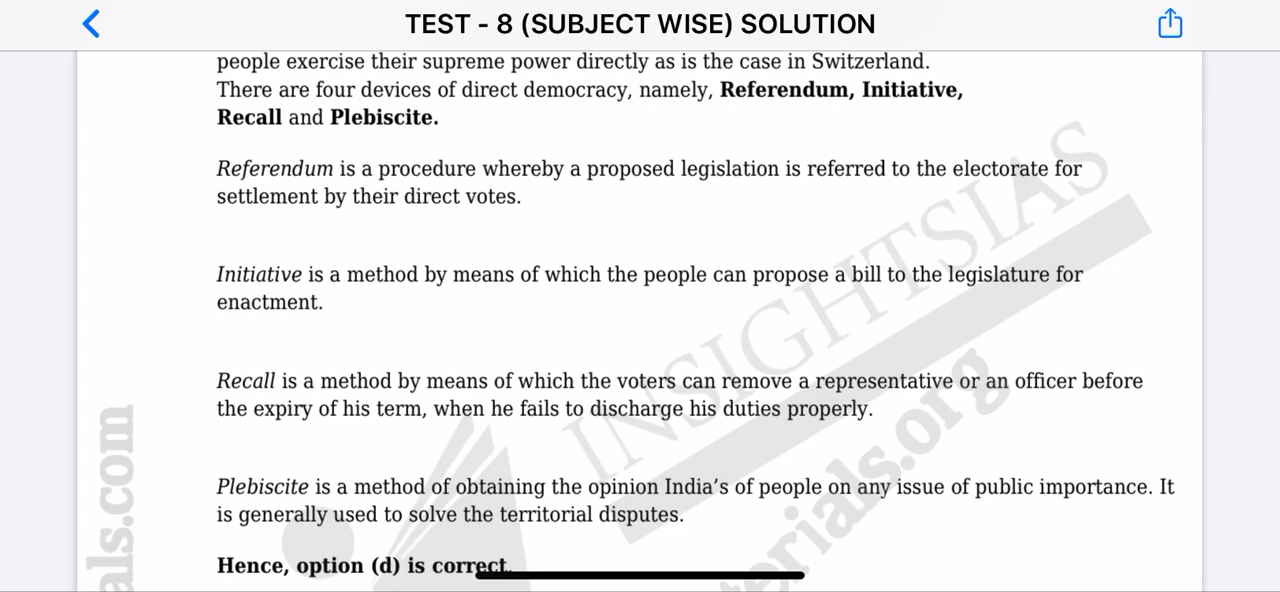 TEST - 8 (SUBJECT WISE) SOLUTION
people exercise their supreme power directly as is the case in Switzerland.
There are four devices of direct democracy, namely, Referendum, Initiative,
Recall and Plebiscite.
Referendum is a procedure whereby a proposed legislation is referred to the electorate for
settlement by their direct votes.
Initiative is a method by means of which the people can propose a bill to the legislature for
enactment.
Recall is a method by means of which the voters can remove a representative or an officer before
the expiry of his term, when he fails to discharge his duties properly.
Plebiscite is a method of obtaining the opinion India's of people on any issue of public importance. It
is generally used to solve the territorial disputes.
Hence, option (d) is correct.
INSIGHTSIAS
als.com
erials.org